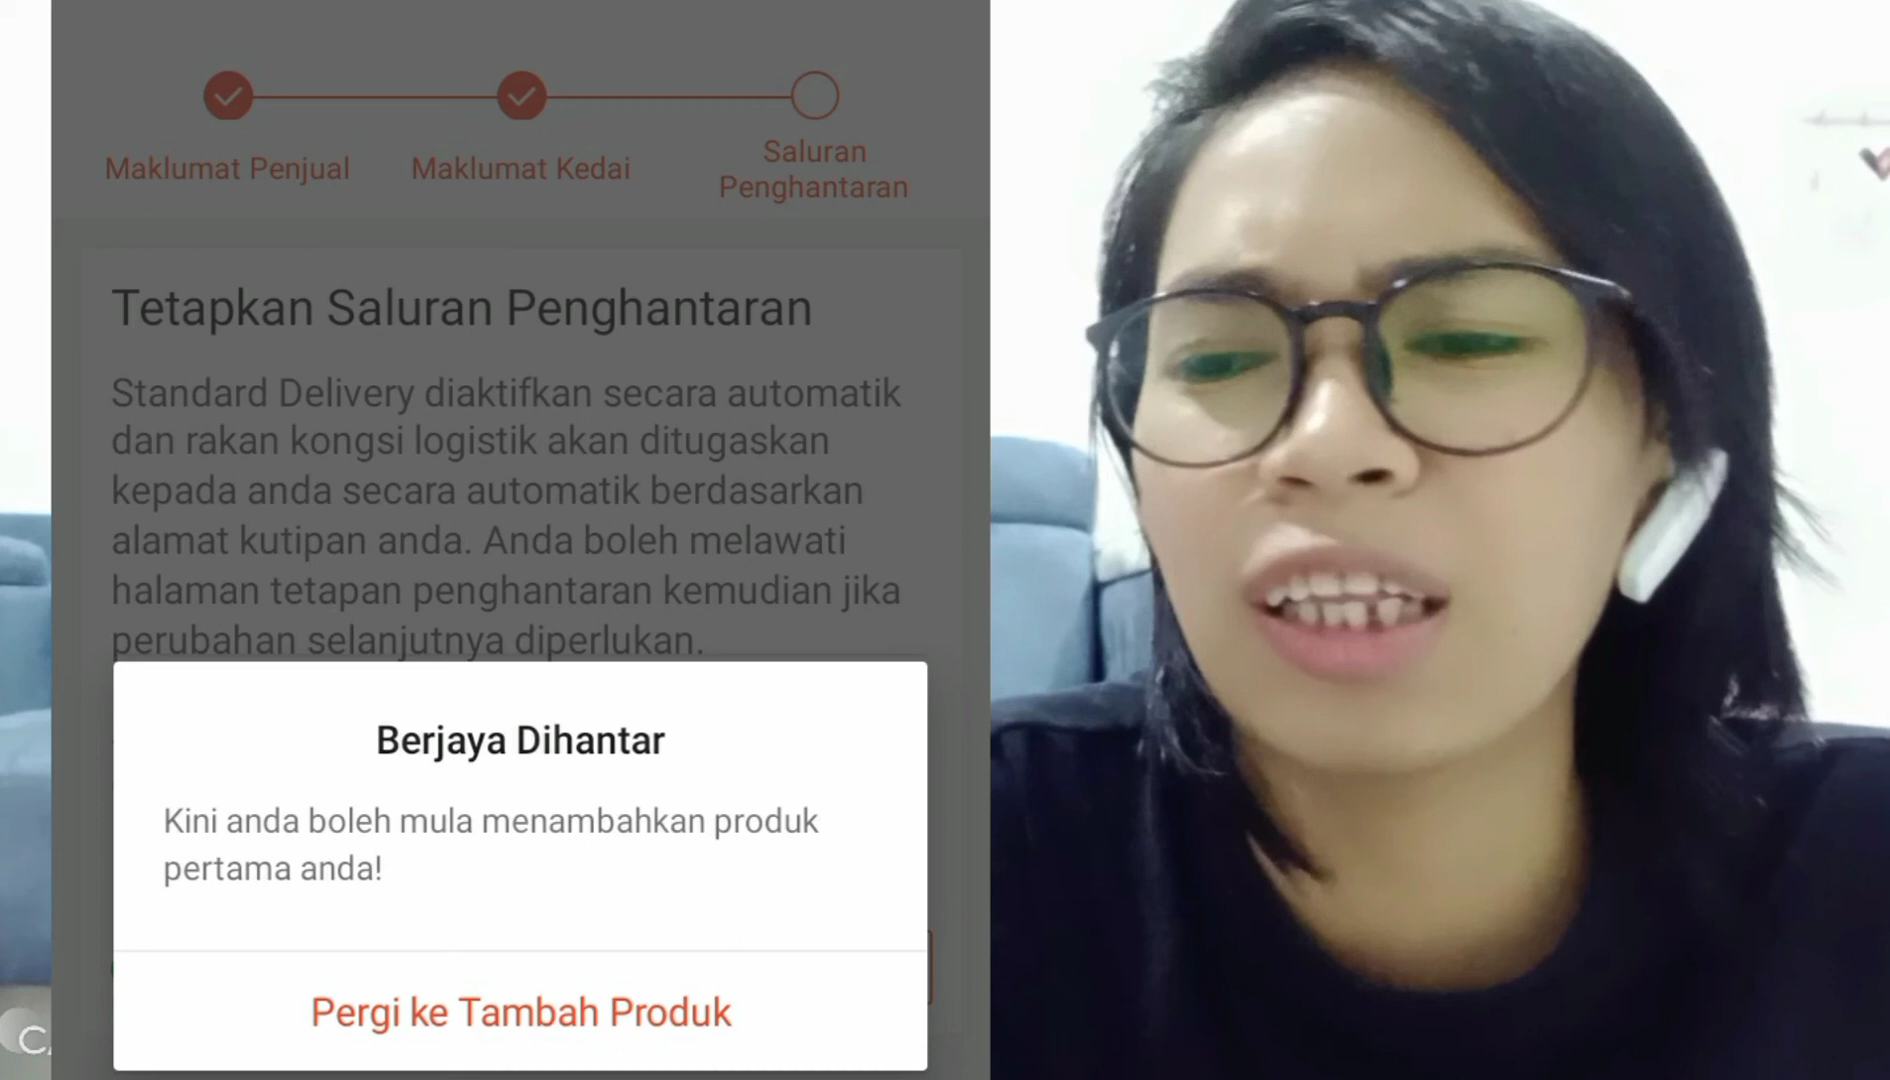 Maklumat Penjual
Maklumat Kedai
Saluran
Penghantaran
Tetapkan Saluran Penghantaran
Standard Delivery diaktifkan secara automatik
dan rakan kongsi logistik akan ditugaskan
kepada anda secara automatik berdasarkan
alamat kutipan anda. Anda boleh melawati
halaman tetapan penghantaran kemudian jika
perubahan selanjutnya diperlukan.
Berjaya Dihantar
Kini anda boleh mula menambahkan produk
pertama anda!
Pergi ke Tambah Produk